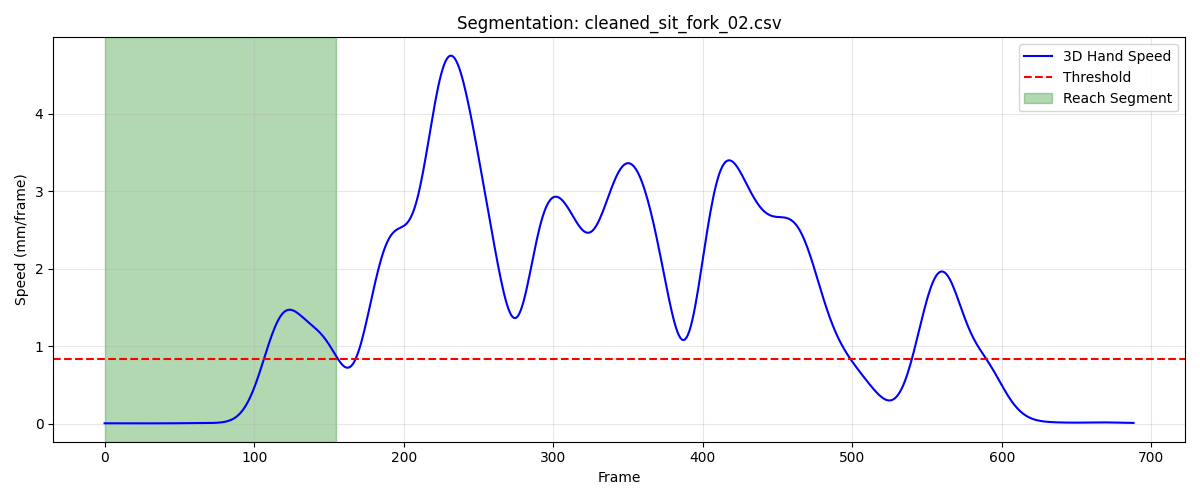 Segmentation: cleaned_sit_fork_02.csv
3D Hand Speed
Threshold
Reach Segment
Speed (mm/frame)
4
3
2
1
0
0 100 200 300 400 500 600 700
Frame